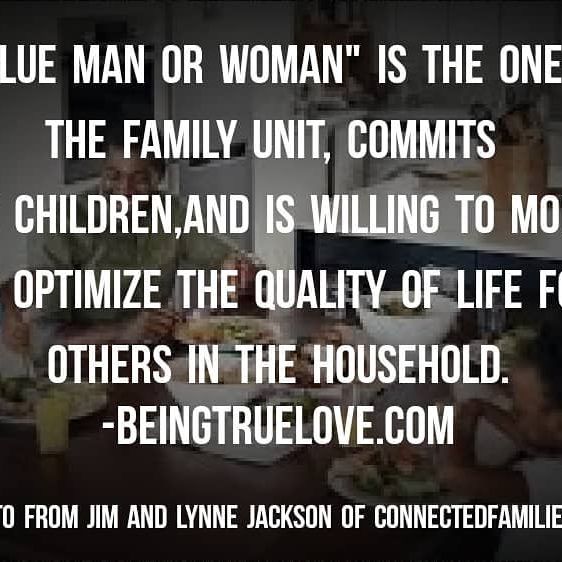 LUE MAN OR WOMAN" IS THE ONE
THE FAMILY UNIT, COMMITS
CHILDREN,AND IS WILLING TO MO
OPTIMIZE THE QUALITY OF LIFE FO
OTHERS IN THE HOUSEHOLD.
-BEINGTRUELOVE.COM
TO FROM JIM AND LYNNE JACKSON OF CONNECTEDFAMILIE